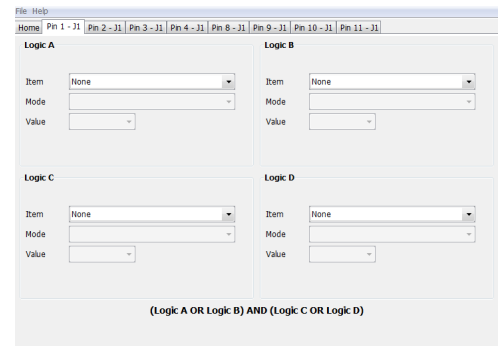 File Help
Home Pin 1 - J1 Pin 2 - J1 Pin 3 - J1 Pin 4 - J1 Pin 8 - J1 Pin 9 - J1 Pin 10 - J1 Pin 11 - J1
Logic A Logic B
Item None Item None
Mode Mode
Value Value
Logic C Logic D
Item None Item None
Mode Mode
Value Value
(Logic A OR Logic B) AND (Logic C OR Logic D)